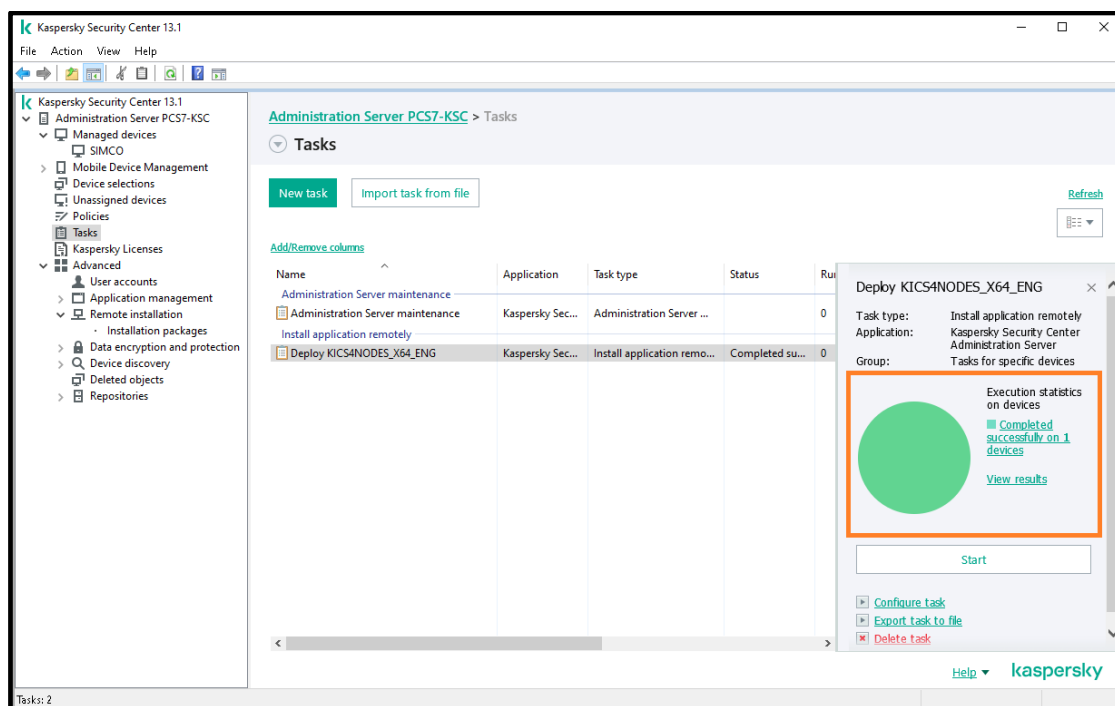 Kaspersky Security Center 13.1
File Action View Help
Kaspersky Security Center 13.1
Administration Server PCS7-KSC
Managed devices
SIMCO
Mobile Device Management
Device selections
Unassigned devices
Policies
Tasks
Kaspersky Licenses
Advanced
User accounts
Application management
Remote installation
Installation packages
Data encryption and protection
Device discovery
Deleted objects
Repositories
Administration Server PCS7-KSC > Tasks
Tasks
New task Import task from file
Refresh
Add/Remove columns
Name Application Task type Status Ru
Administration Server maintenance
Administration Server maintenance Kaspersky Sec... Administration Server ... 0
Install application remotely
Deploy KICS4NODES_X64_ENG Kaspersky Sec... Install application remo... Completed su... 0
Deploy KICS4NODES_X64_ENG
Task type: Install application remotely
Application: Kaspersky Security Center
Administration Server
Group: Tasks for specific devices
Execution statistics
on devices
Completed
successfully on 1
devices
View results
Start
Configure task
Export task to file
Delete task
Help kaspersky
Tasks: 2